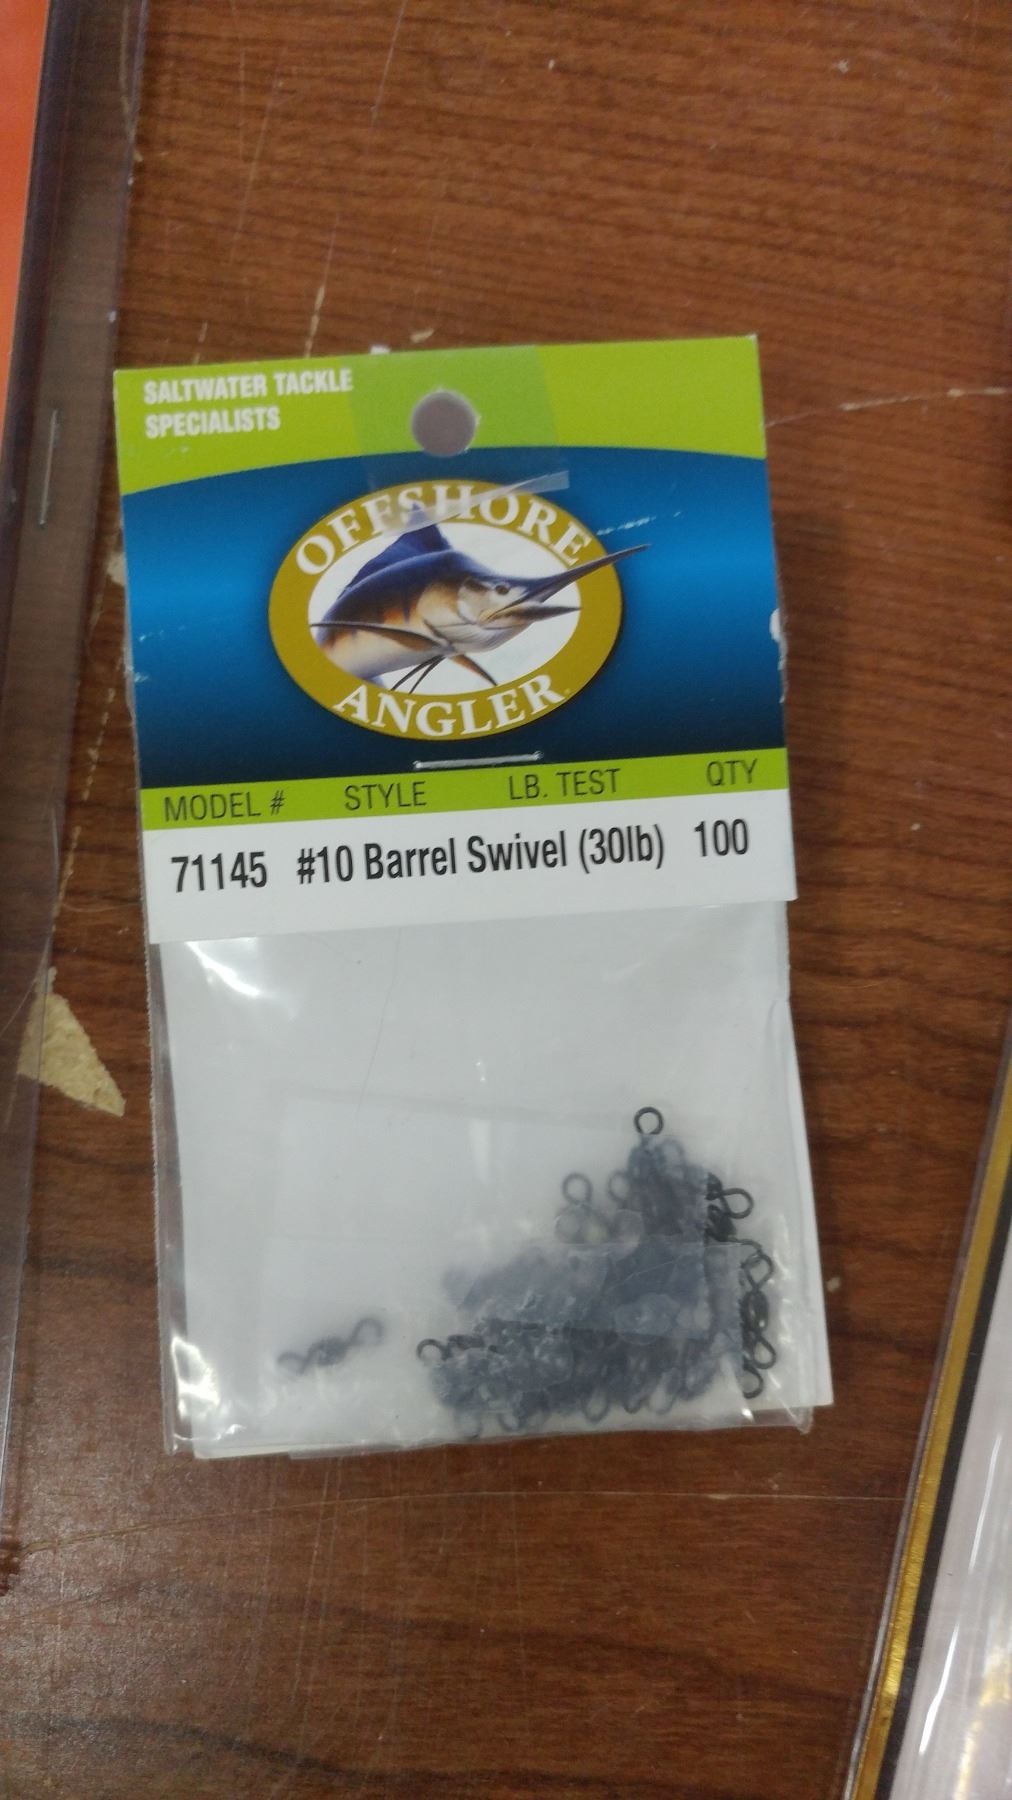 SALTWATER TACKLE
SPECIALISTS
OFFSHORE
ANGLER
MODEL # STYLE LB. TEST QTY
71145 #10 Barrel Swivel (30lb) 100